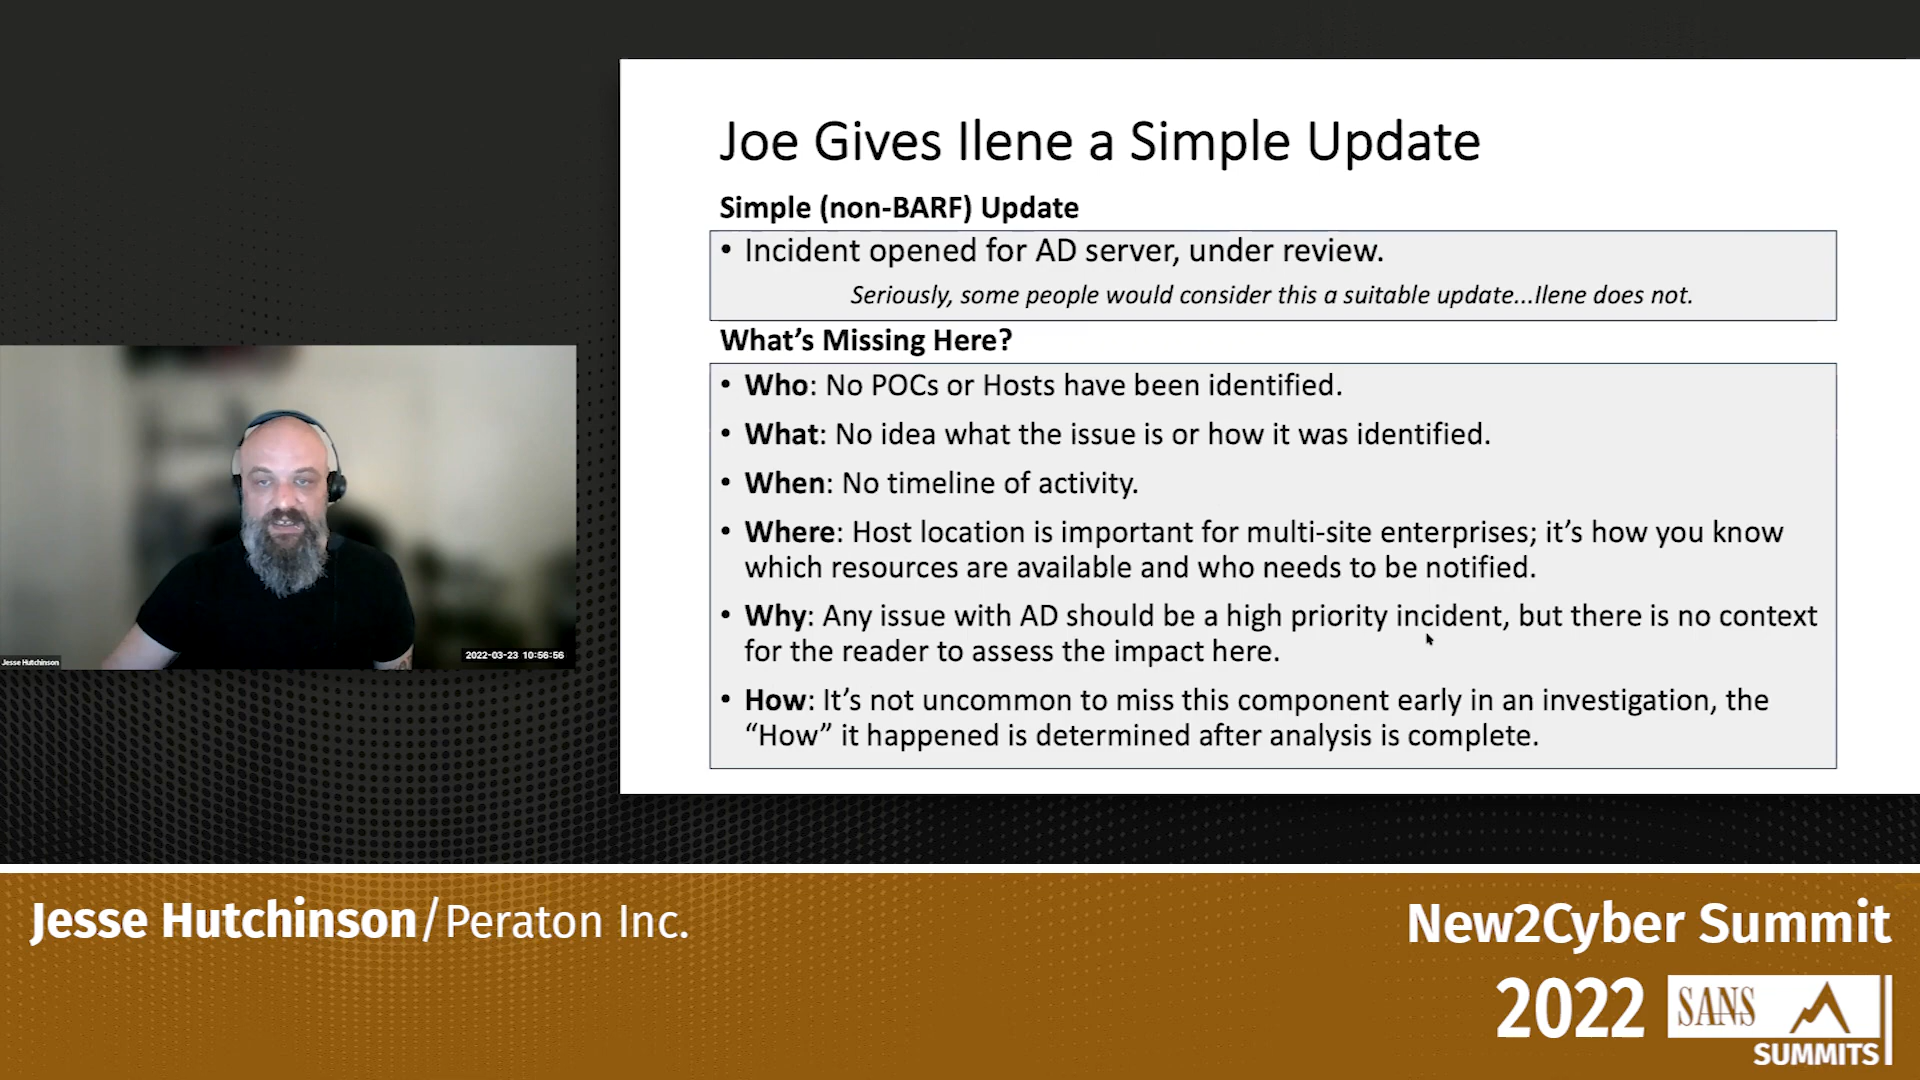 Joe Gives Ilene a Simple Update
Simple (non-BARF) Update
• Incident opened for AD server, under review.
Seriously, some people would consider this a suitable update...Ilene does not.
What’s Missing Here?
• Who: No POCs or Hosts have been identified.
• What: No idea what the issue is or how it was identified.
• When: No timeline of activity.
• Where: Host location is important for multi-site enterprises; it’s how you know
which resources are available and who needs to be notified.
• Why: Any issue with AD should be a high priority incident, but there is no context
for the reader to assess the impact here.
• How: It’s not uncommon to miss this component early in an investigation, the
“How” it happened is determined after analysis is complete.
Jesse Hutchinson
2022-03-23 10:56:56
Jesse Hutchinson/Peraton Inc.
New2Cyber Summit
2022
SANS
SUMMITS